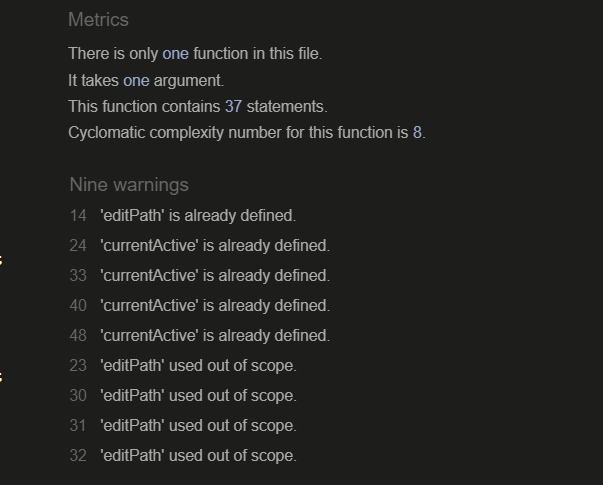 Metrics
There is only one function in this file.
It takes one argument.
This function contains 37 statements.
Cyclomatic complexity number for this function is 8.
Nine warnings
14 'editPath' is already defined.
24 'currentActive' is already defined.
33 'currentActive' is already defined.
40 'currentActive' is already defined.
48 'currentActive' is already defined.
23 'editPath' used out of scope.
30 'editPath' used out of scope.
31 'editPath' used out of scope.
32 'editPath' used out of scope.